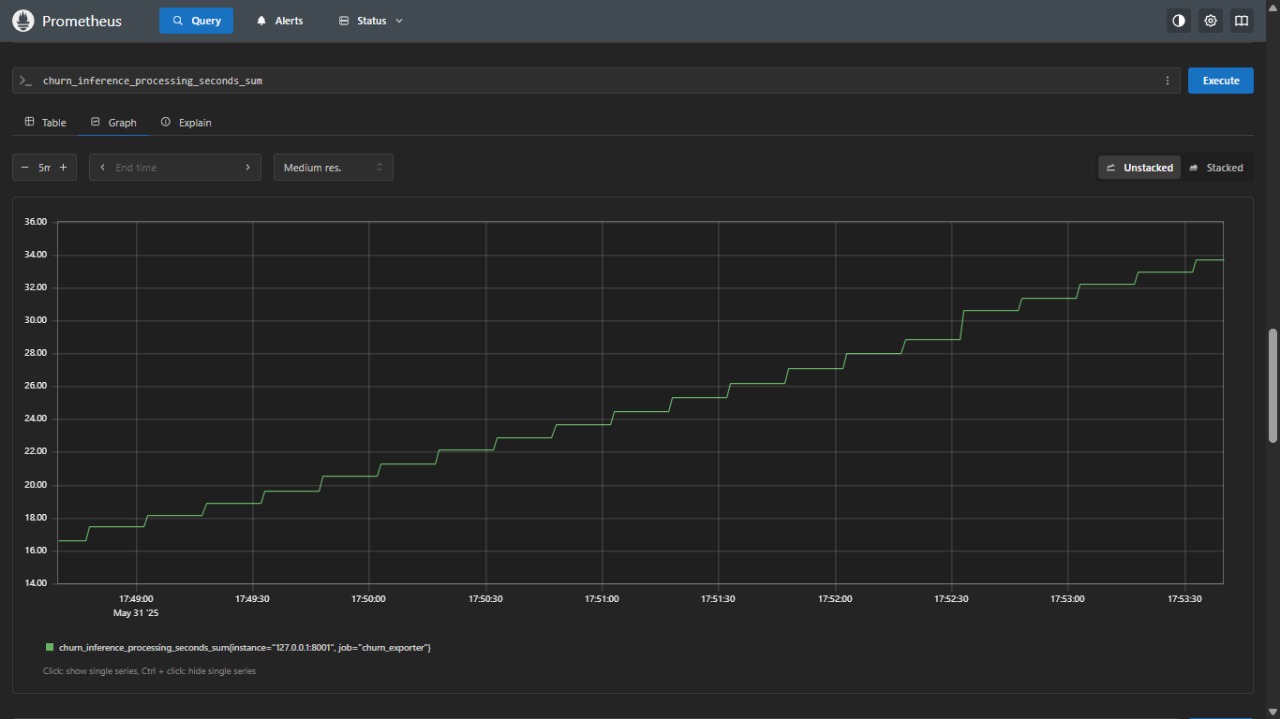 Prometheus Query Alerts Status
>_ churn_inference_processing_seconds_sum Execute
Table Graph Explain
− 5m + < End time > Medium res. Unstacked Stacked
36.00
34.00
32.00
30.00
28.00
26.00
24.00
22.00
20.00
18.00
16.00
14.00
17:49:00 17:49:30 17:50:00 17:50:30 17:51:00 17:51:30 17:52:00 17:52:30 17:53:00 17:53:30
May 31 '25
churn_inference_processing_seconds_sum{instance="127.0.0.1:8001", job="churn_exporter"}
Click: show single series, Ctrl + click: hide single series